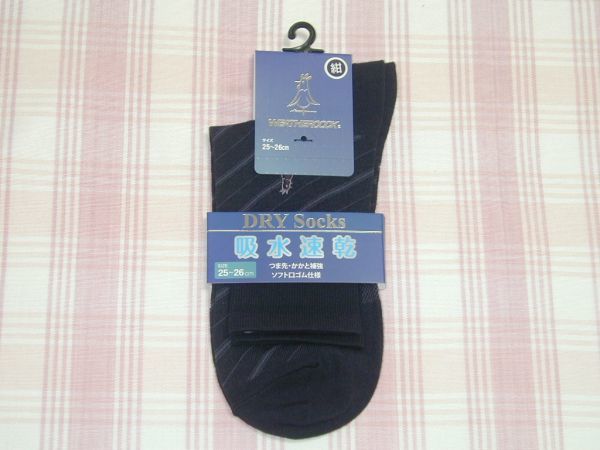 紺
WEATHERCOCK®
サイズ
25~26cm
DRY Socks
吸水速乾
SIZE
25~26cm
つま先・かかと補強
ソフト口ゴム仕様